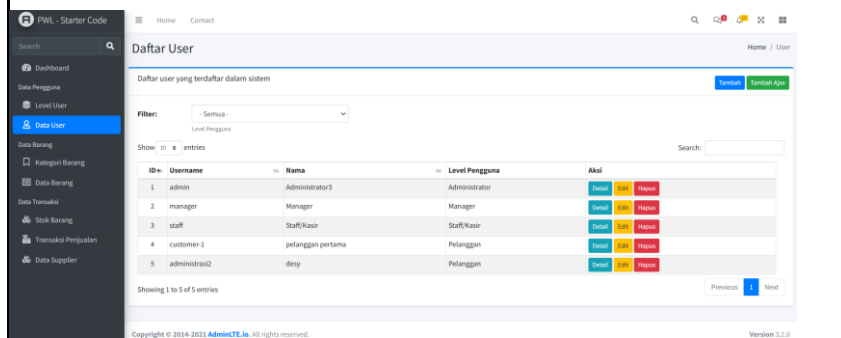 PWL - Starter Code
Home Contact
Search
Dashboard
Data Pengguna
Level User
Data User
Data Barang
Kategori Barang
Data Barang
Data Transaksi
Stok Barang
Transaksi Penjualan
Data Supplier
Daftar User
Home / User
Daftar user yang terdaftar dalam sistem
Tambah Tambah Ajax
Filter: - Semua -
Level Pengguna
Show 10 entries
Search:
ID Username Nama Level Pengguna Aksi
1 admin Administrator3 Administrator Detail Edit Hapus
2 manager Manager Manager Detail Edit Hapus
3 staff Staff/Kasir Staff/Kasir Detail Edit Hapus
4 customer-1 pelanggan pertama Pelanggan Detail Edit Hapus
5 administrasi2 desy Pelanggan Detail Edit Hapus
Showing 1 to 5 of 5 entries
Previous 1 Next
Copyright © 2014-2021 AdminLTE.io. All rights reserved.
Version 3.2.0